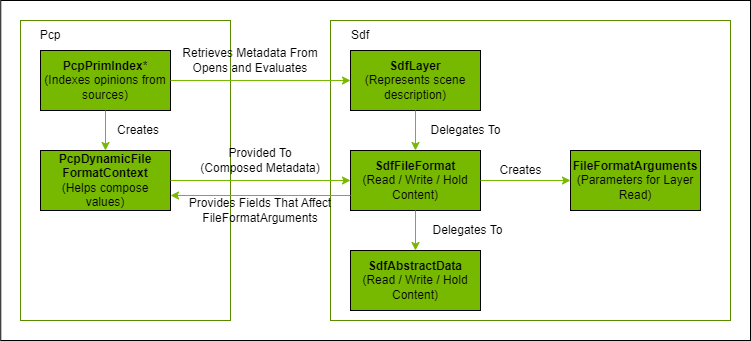 Pcp
Sdf
PcpPrimIndex*
(Indexes opinions from
sources)
Retrieves Metadata From
Opens and Evaluates
SdfLayer
(Represents scene
description)
Creates
Delegates To
PcpDynamicFile
FormatContext
(Helps compose
values)
Provided To
(Composed Metadata)
Provides Fields That Affect
FileFormatArguments
SdfFileFormat
(Read / Write / Hold
Content)
Creates
FileFormatArguments
(Parameters for Layer
Read)
Delegates To
SdfAbstractData
(Read / Write / Hold
Content)